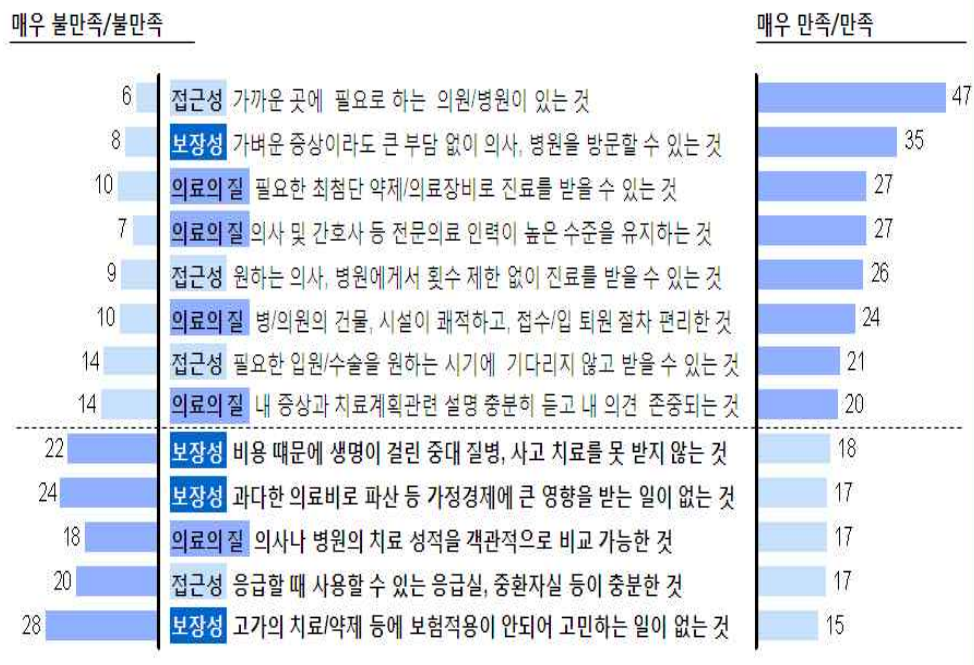 매우 불만족/불만족 매우 만족/만족
6 접근성 가까운 곳에 필요로 하는 의원/병원이 있는 것 47
8 보장성 가벼운 증상이라도 큰 부담 없이 의사, 병원을 방문할 수 있는 것 35
10 의료의 질 필요한 최첨단 약제/의료장비로 진료를 받을 수 있는 것 27
7 의료의 질 의사 및 간호사 등 전문의료 인력이 높은 수준을 유지하는 것 27
9 접근성 원하는 의사, 병원에게서 횟수 제한 없이 진료를 받을 수 있는 것 26
10 의료의 질 병/의원의 건물, 시설이 쾌적하고, 접수/입 퇴원 절차 편리한 것 24
14 접근성 필요한 입원/수술을 원하는 시기에 기다리지 않고 받을 수 있는 것 21
14 의료의 질 내 증상과 치료계획관련 설명 충분히 듣고 내 의견 존중되는 것 20
22 보장성 비용 때문에 생명이 걸린 중대 질병, 사고 치료를 못 받지 않는 것 18
24 보장성 과다한 의료비로 파산 등 가정경제에 큰 영향을 받는 일이 없는 것 17
18 의료의 질 의사나 병원의 치료 성적을 객관적으로 비교 가능한 것 17
20 접근성 응급할 때 사용할 수 있는 응급실, 중환자실 등이 충분한 것 17
28 보장성 고가의 치료/약제 등에 보험적용이 안되어 고민하는 일이 없는 것 15